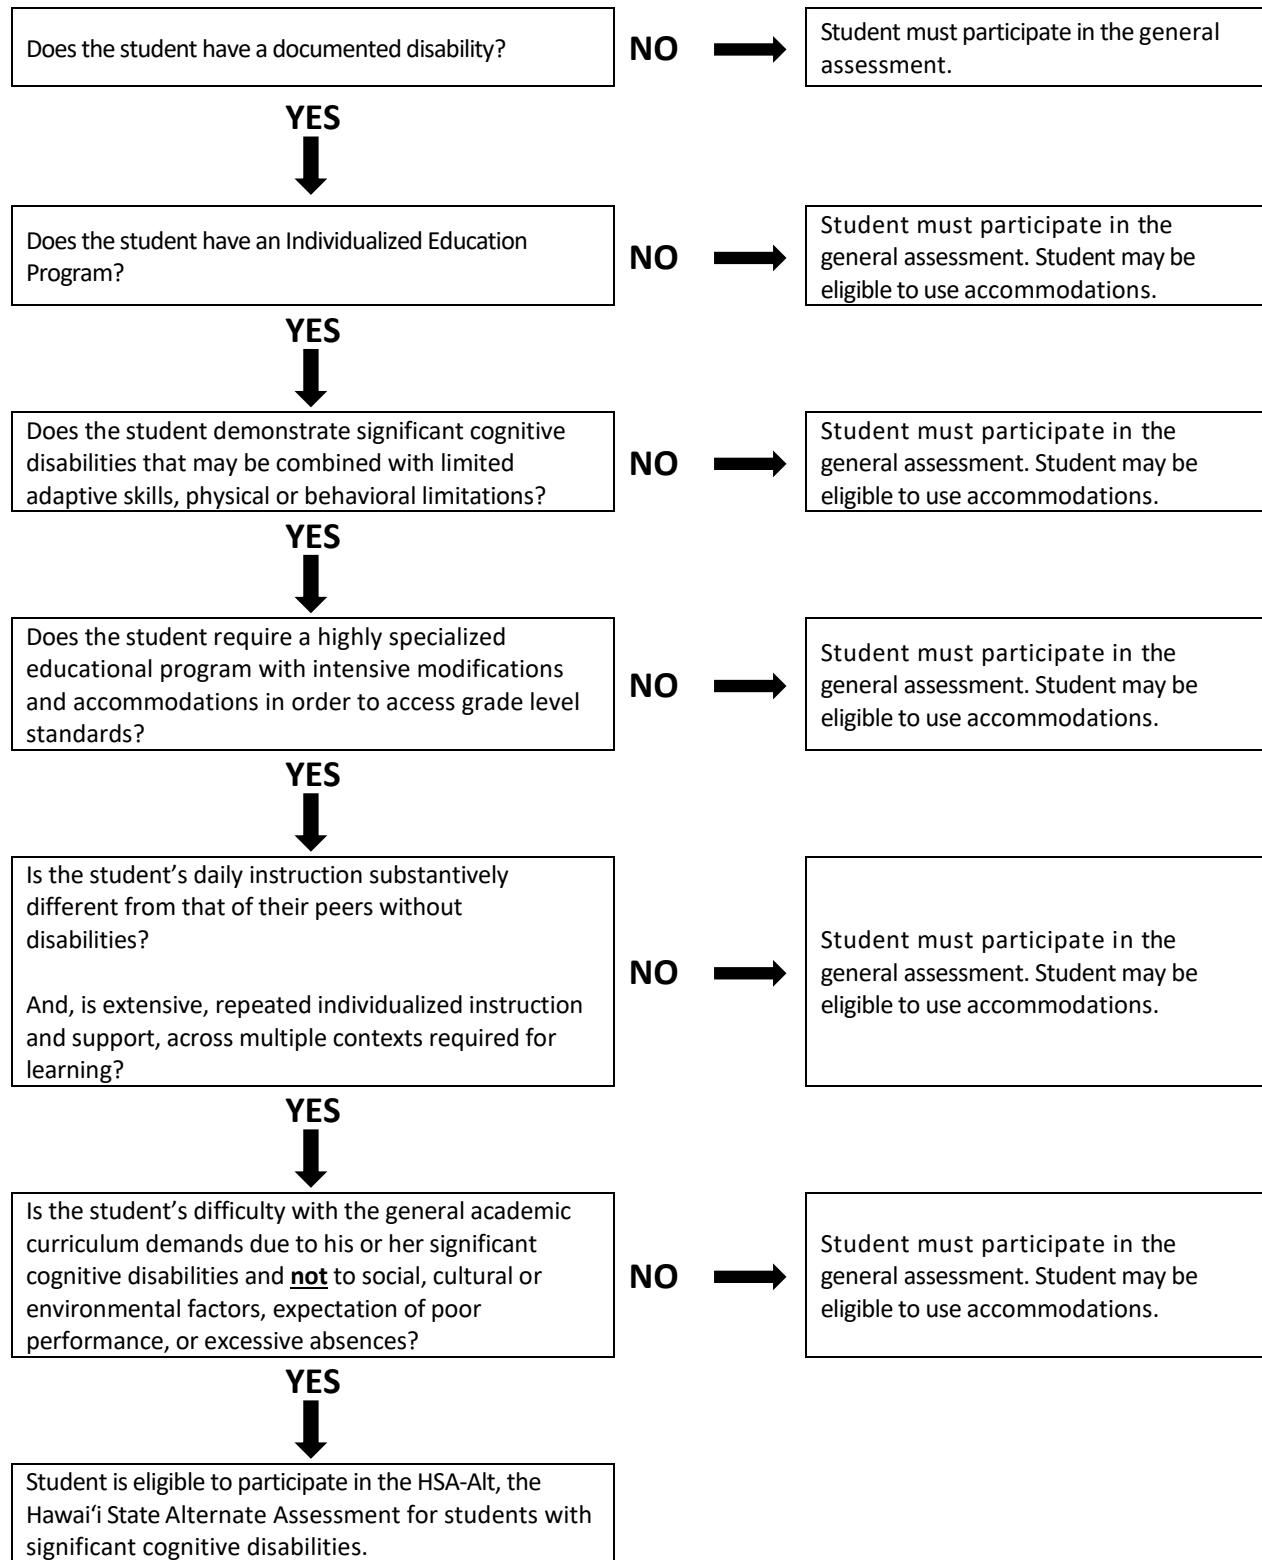 Does the student have a documented disability?
NO
Student must participate in the general
assessment.
YES
Does the student have an Individualized Education
Program?
NO
Student must participate in the
general assessment. Student may be
eligible to use accommodations.
YES
Does the student demonstrate significant cognitive
disabilities that may be combined with limited
adaptive skills, physical or behavioral limitations?
NO
Student must participate in the
general assessment. Student may be
eligible to use accommodations.
YES
Does the student require a highly specialized
educational program with intensive modifications
and accommodations in order to access grade level
standards?
NO
Student must participate in the
general assessment. Student may be
eligible to use accommodations.
YES
Is the student’s daily instruction substantively
different from that of their peers without
disabilities?
And, is extensive, repeated individualized instruction
and support, across multiple contexts required for
learning?
NO
Student must participate in the
general assessment. Student may be
eligible to use accommodations.
YES
Is the student’s difficulty with the general academic
curriculum demands due to his or her significant
cognitive disabilities and not to social, cultural or
environmental factors, expectation of poor
performance, or excessive absences?
NO
Student must participate in the
general assessment. Student may be
eligible to use accommodations.
YES
Student is eligible to participate in the HSA-Alt, the
Hawai‘i State Alternate Assessment for students with
significant cognitive disabilities.